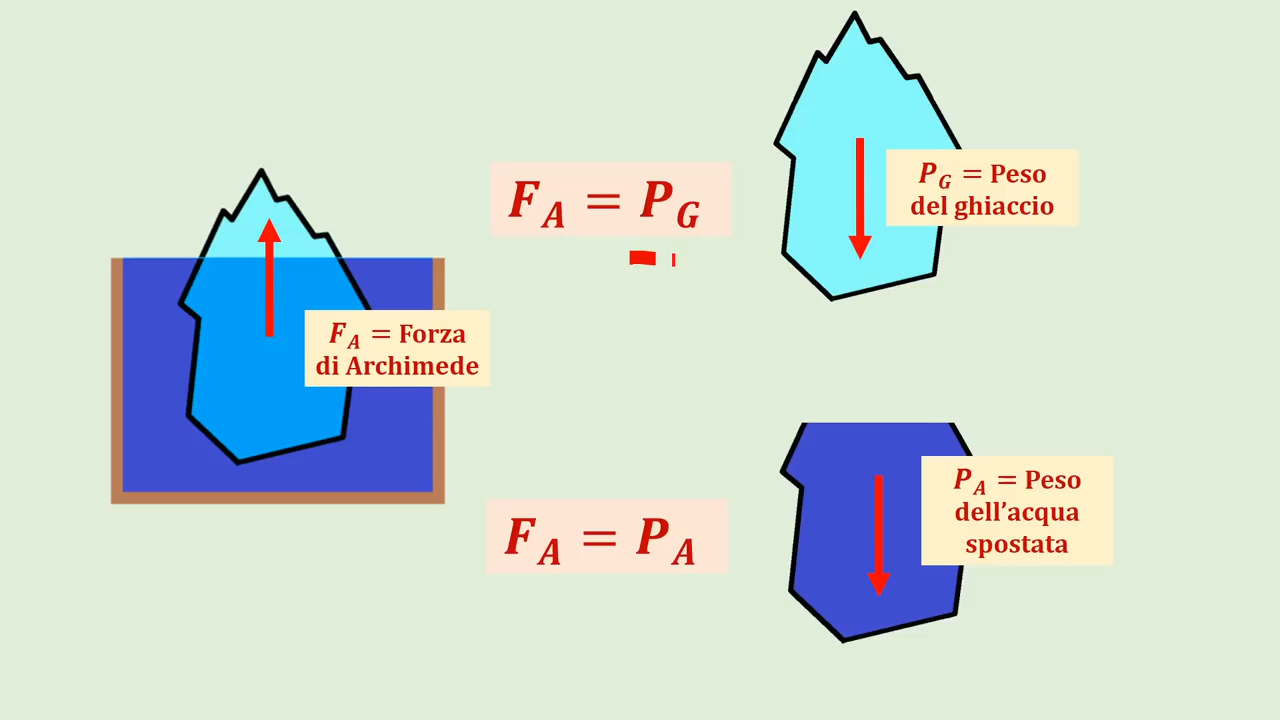 F_A = P_G
P_G = Peso
del ghiaccio
F_A = Forza
di Archimede
F_A = P_A
P_A = Peso
dell’acqua
spostata